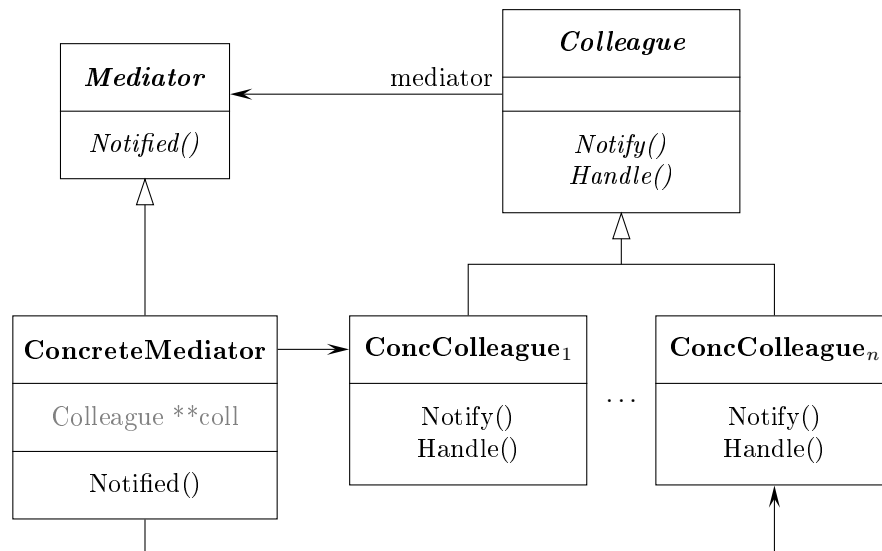 Mediator
Notified()
mediator
Colleague
Notify()
Handle()
ConcreteMediator
Colleague **coll
Notified()
ConcColleague₁
Notify()
Handle()
...
ConcColleagueₙ
Notify()
Handle()